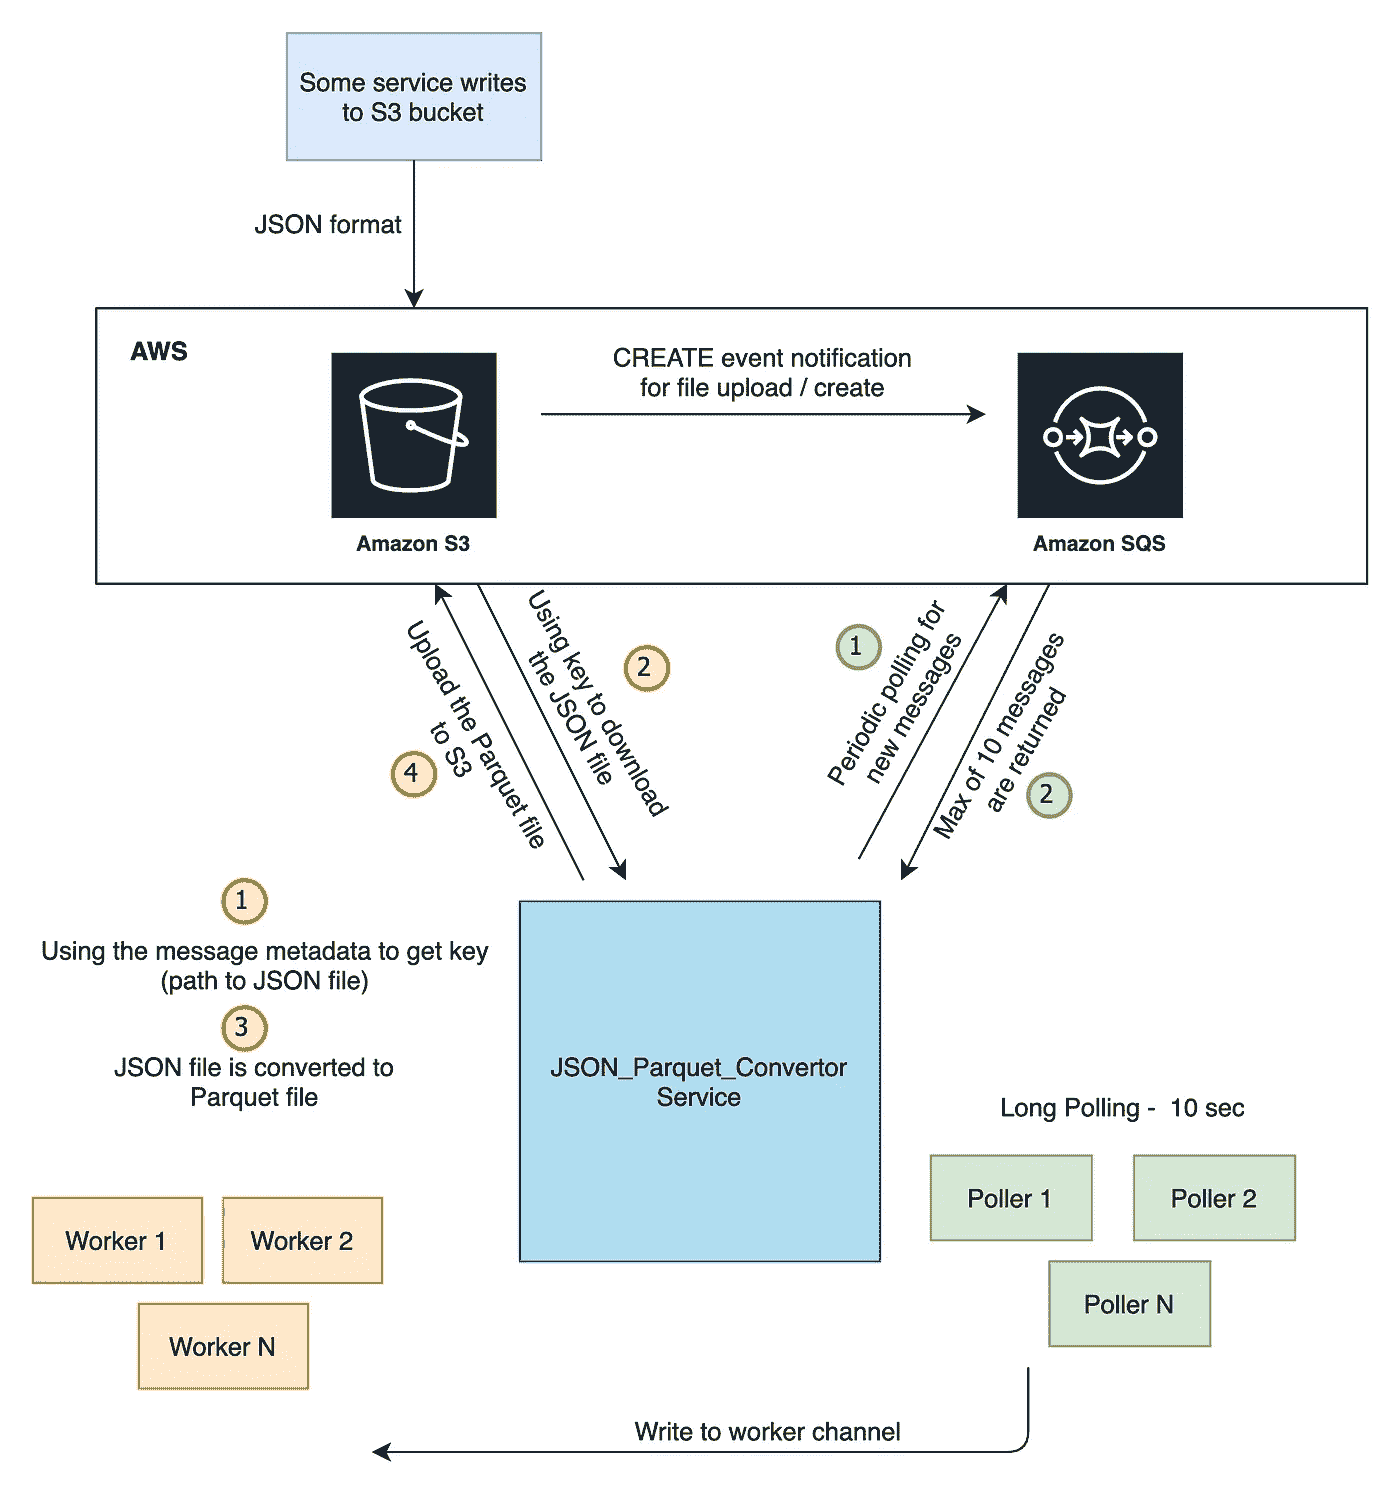 Some service writes
to S3 bucket
JSON format
AWS
CREATE event notification
for file upload / create
Amazon S3
Amazon SQS
Upload the Parquet file
to S3
4
Using key to download
the JSON file
2
1
Periodic polling for
new messages
Max of 10 messages
are returned
2
1
Using the message metadata to get key
(path to JSON file)
3
JSON file is converted to
Parquet file
JSON_Parquet_Convertor
Service
Long Polling -  10 sec
Poller 1
Poller 2
Poller N
Worker 1
Worker 2
Worker N
Write to worker channel